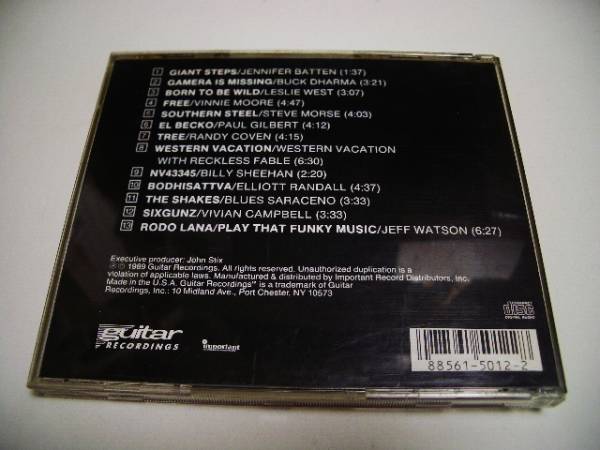 1 GIANT STEPS/JENNIFER BATTEN (1:37)
2 GAMERA IS MISSING/BUCK DHARMA (3:21)
3 BORN TO BE WILD/LESLIE WEST (3:07)
4 FREE/VINNIE MOORE (4:47)
5 SOUTHERN STEEL/STEVE MORSE (4:03)
6 EL BECKO/PAUL GILBERT (4:12)
7 TREE/RANDY COVEN (4:15)
8 WESTERN VACATION/WESTERN VACATION
WITH RECKLESS FABLE (6:30)
9 NV43345/BILLY SHEEHAN (2:20)
10 BODHISATTVA/ELLIOTT RANDALL (4:37)
11 THE SHAKES/BLUES SARACENO (3:33)
12 SIXGUNZ/VIVIAN CAMPBELL (3:33)
13 RODO LANA/PLAY THAT FUNKY MUSIC/JEFF WATSON (6:27)
Executive producer: John Stix
℗ © 1989 Guitar Recordings. All rights reserved. Unauthorized duplication is a
violation of applicable laws. Manufactured & distributed by Important Record Distributors, Inc.
Made in the U.S.A. Guitar Recordings™ is a trademark of Guitar
Recordings, Inc.: 10 Midland Ave., Port Chester, NY 10573
guitar
RECORDINGS
important
COMPACT
disc
DIGITAL AUDIO
88561-5012-2